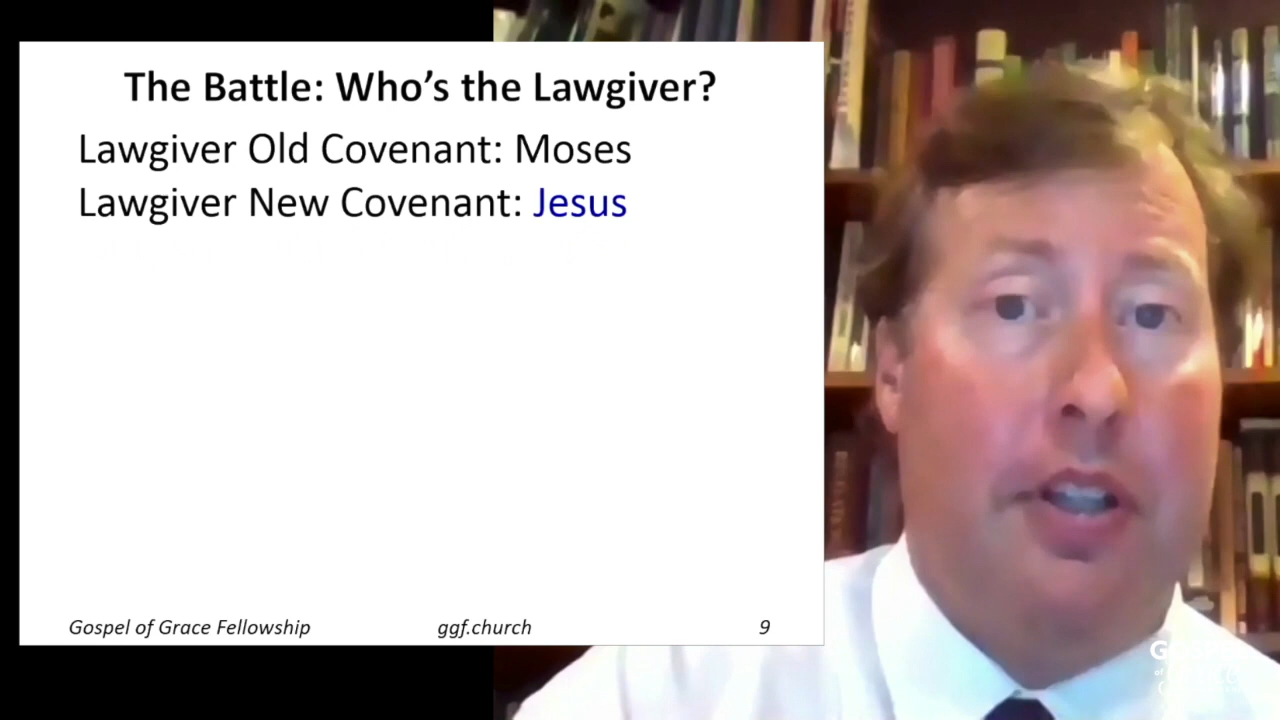 The Battle: Who’s the Lawgiver?
Lawgiver Old Covenant: Moses
Lawgiver New Covenant: Jesus
Gospel of Grace Fellowship ggf.church 9